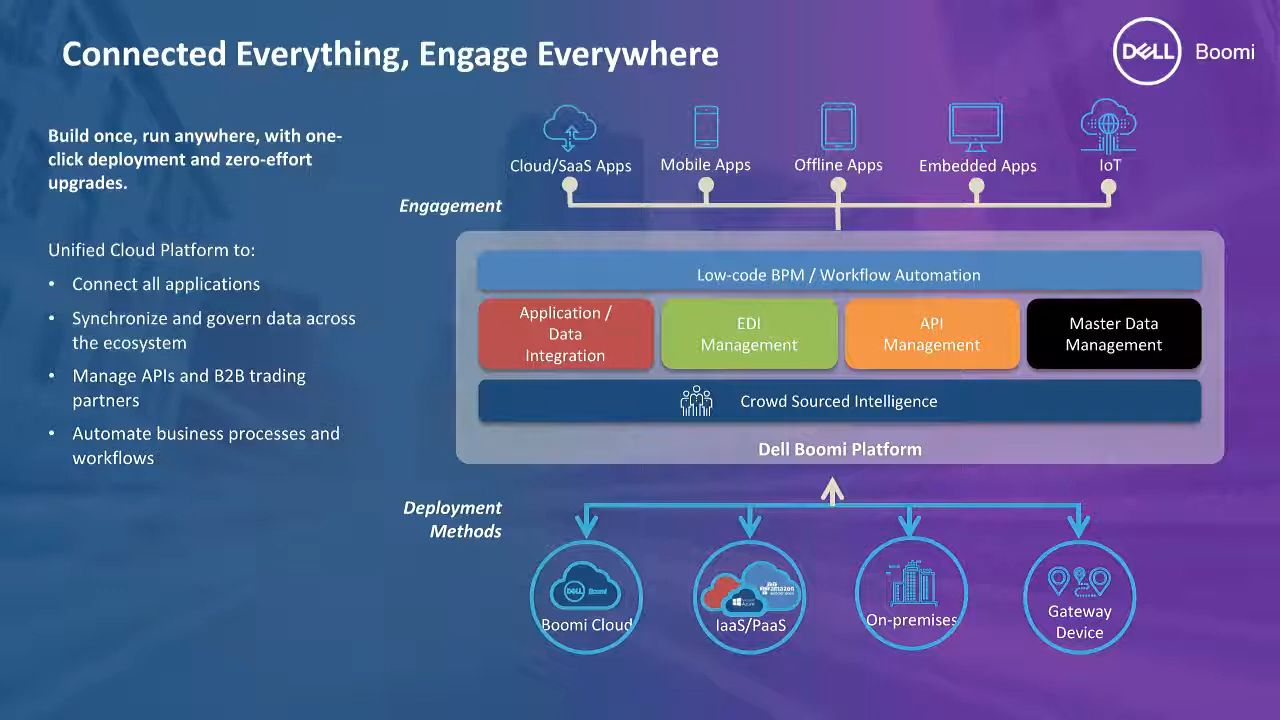 Connected Everything, Engage Everywhere
DELL Boomi
Build once, run anywhere, with one-
click deployment and zero-effort
upgrades.
Unified Cloud Platform to:
• Connect all applications
• Synchronize and govern data across
the ecosystem
• Manage APIs and B2B trading
partners
• Automate business processes and
workflows
Cloud/SaaS Apps
Mobile Apps
Offline Apps
Embedded Apps
IoT
Engagement
Low-code BPM / Workflow Automation
Application /
Data
Integration
EDI
Management
API
Management
Master Data
Management
Crowd Sourced Intelligence
Dell Boomi Platform
Deployment
Methods
DELL Boomi
Boomi Cloud
amazon
Azure
IaaS/PaaS
On-premises
Gateway
Device